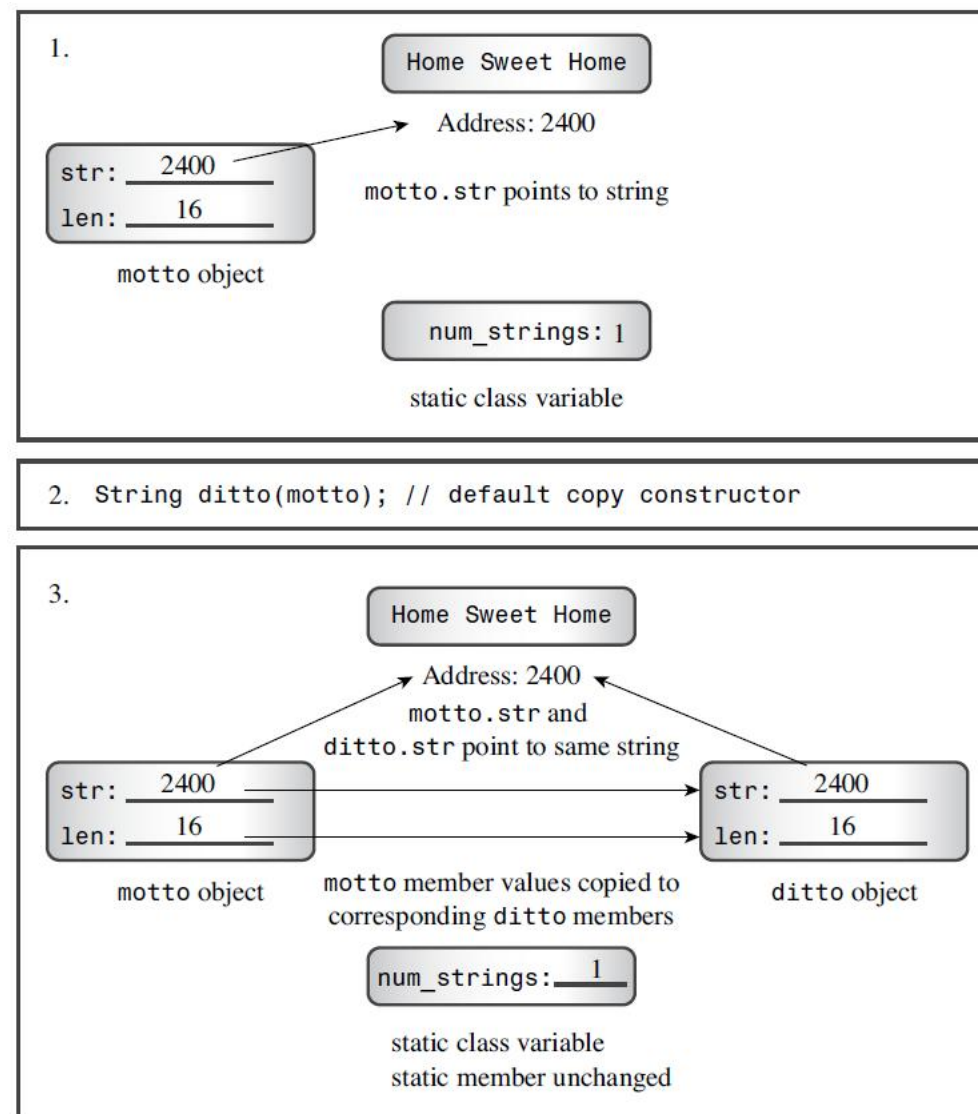 1.
Home Sweet Home
Address: 2400
str: 2400
motto.str points to string
len: 16
motto object
num_strings: 1
static class variable
2. String ditto(motto); // default copy constructor
3.
Home Sweet Home
Address: 2400
motto.str and
ditto.str point to same string
str: 2400
str: 2400
len: 16
len: 16
motto object
motto member values copied to
corresponding ditto members
ditto object
num_strings: 1
static class variable
static member unchanged